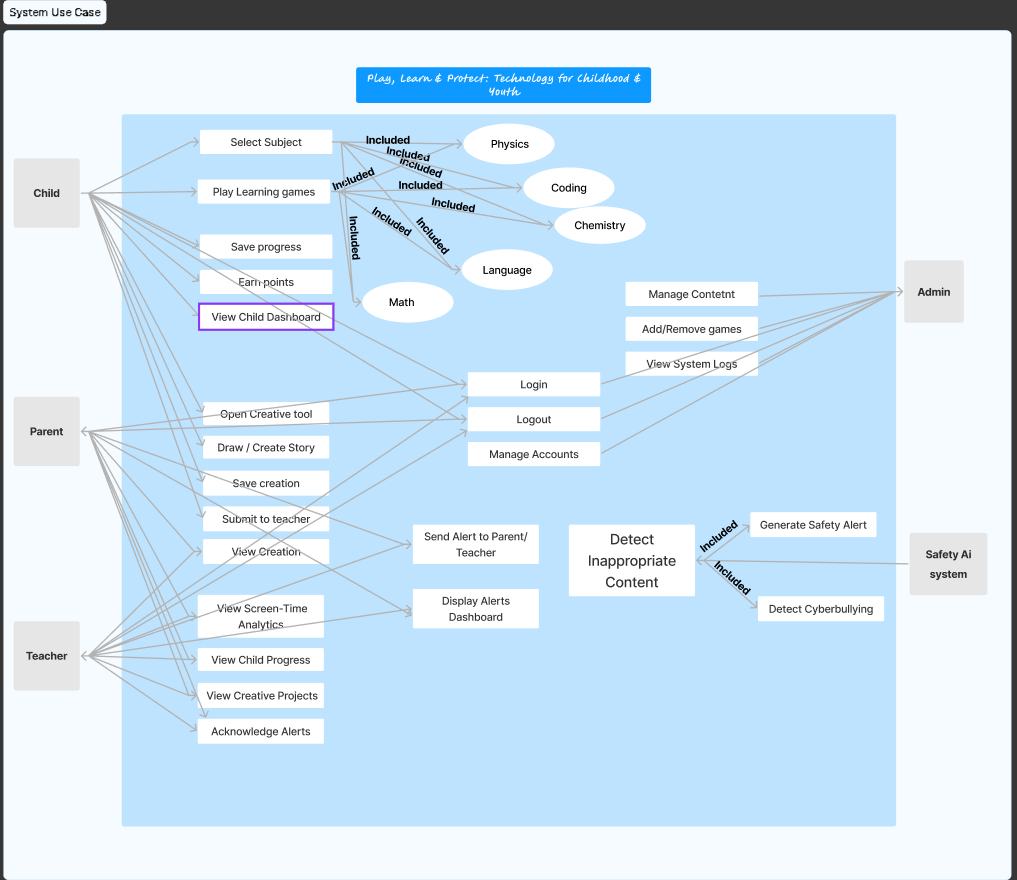 System Use Case
Play, Learn & Protect: Technology for Childhood &
Youth
Select Subject
Included
Physics
Included
Included
Child
Play Learning games
Included
Included
Coding
Included
Chemistry
Included
Included
Included
Save progress
Language
Earn points
Math
Manage Contetnt
Admin
View Child Dashboard
Add/Remove games
View System Logs
Login
Open Creative tool
Logout
Parent
Draw / Create Story
Manage Accounts
Save creation
Submit to teacher
Generate Safety Alert
Included
View Creation
Send Alert to Parent/
Teacher
Detect
Inappropriate
Content
Safety Ai
system
Included
View Screen-Time
Analytics
Display Alerts
Dashboard
Detect Cyberbullying
Teacher
View Child Progress
View Creative Projects
Acknowledge Alerts